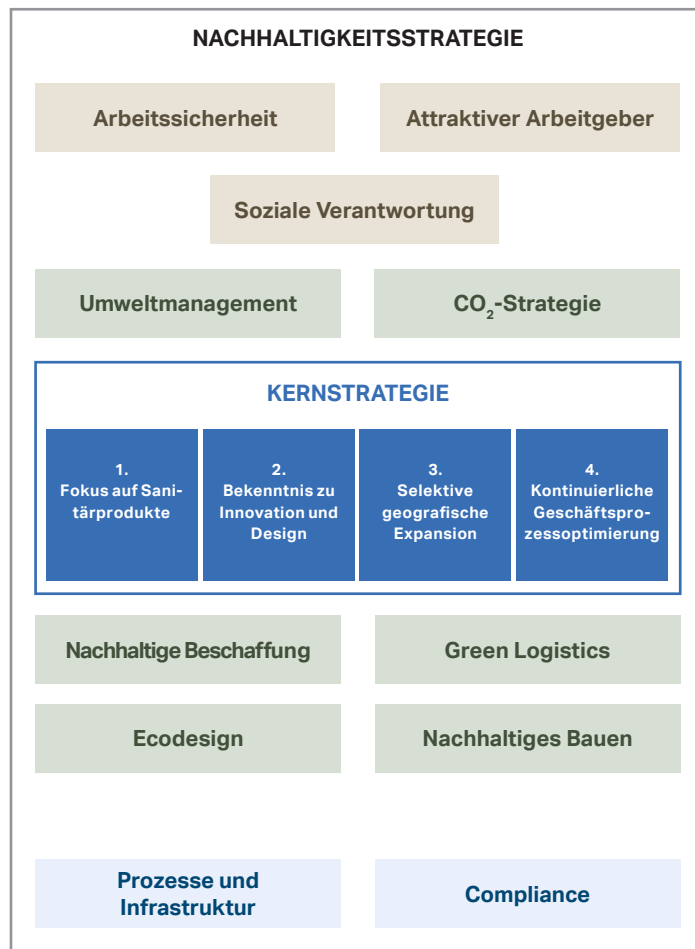 NACHHALTIGKEITSSTRATEGIE
Arbeitssicherheit
Attraktiver Arbeitgeber
Soziale Verantwortung
Umweltmanagement
CO₂-Strategie
KERNSTRATEGIE
1.
Fokus auf Sani-
tärprodukte
2.
Bekenntnis zu
Innovation und
Design
3.
Selektive
geografische
Expansion
4.
Kontinuierliche
Geschäftspro-
zessoptimierung
Nachhaltige Beschaffung
Green Logistics
Ecodesign
Nachhaltiges Bauen
Prozesse und
Infrastruktur
Compliance